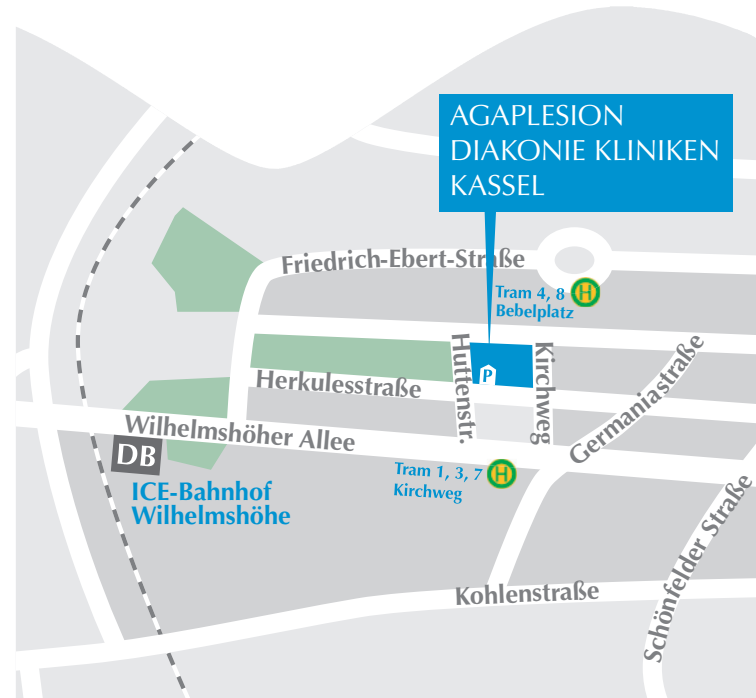 AGAPLESION
DIAKONIE KLINIKEN
KASSEL
Friedrich-Ebert-Straße
Tram 4, 8 H
Bebelplatz
Huttenstr.
Kirchweg
P
Germaniastraße
Herkulesstraße
Wilhelmshöher Allee
DB
Tram 1, 3, 7 H
Kirchweg
ICE-Bahnhof
Wilhelmshöhe
Schönfelder Straße
Kohlenstraße